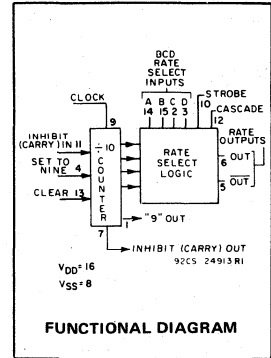 BCD
RATE
SELECT
INPUTS
A B C D
14 15 2 3
STROBE
10
CASCADE
12
CLOCK
9
RATE
OUTPUTS
INHIBIT
(CARRY) IN 11
SET TO
NINE 4
CLEAR 13
÷10
COUNTER
RATE
SELECT
LOGIC
6 OUT
5 OUT
1 "9" OUT
7
INHIBIT (CARRY) OUT
92CS 24913 R1
VDD = 16
VSS = 8
FUNCTIONAL DIAGRAM